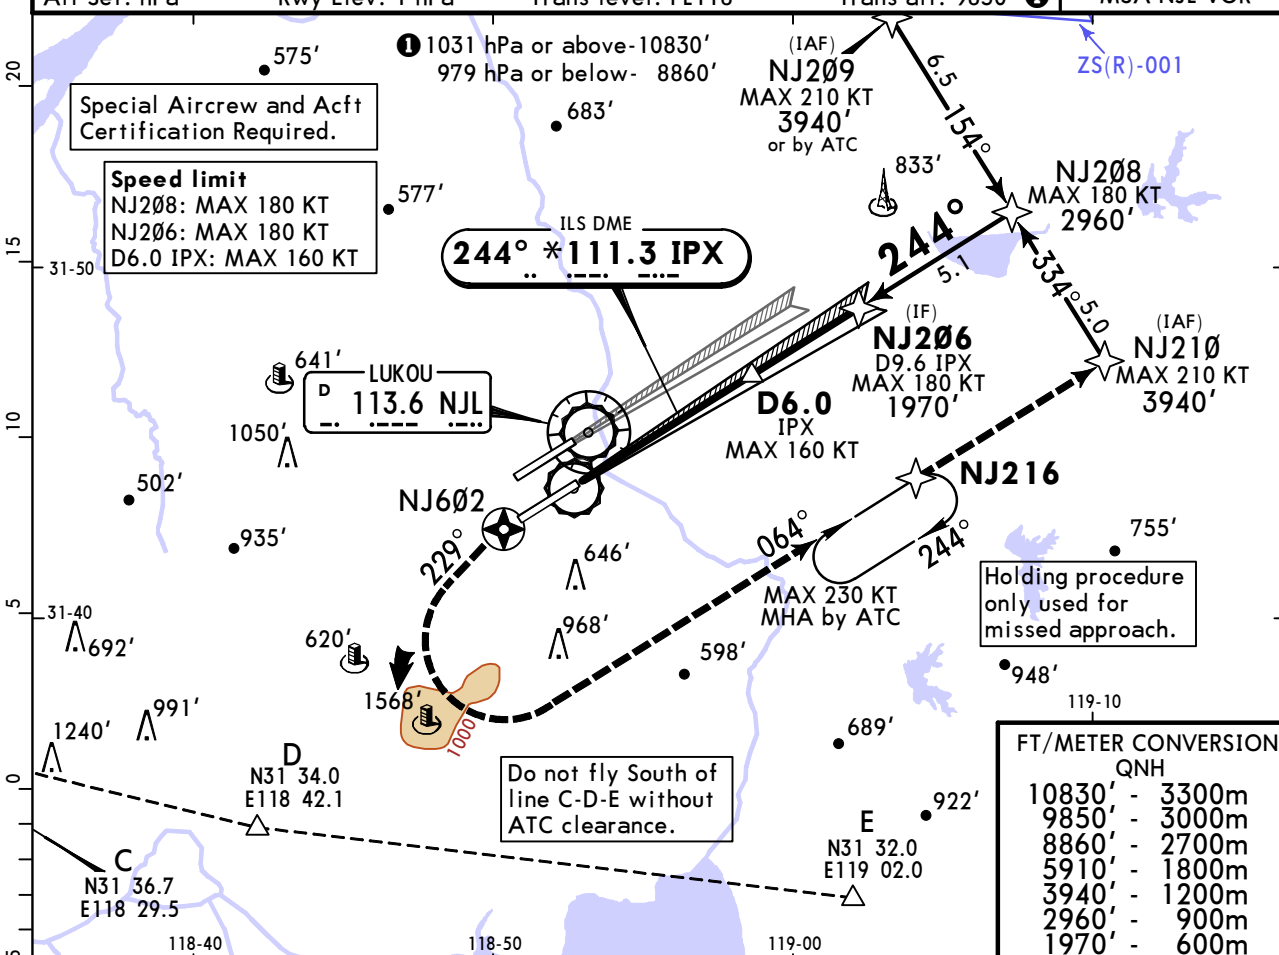 1 1031 hPa or above-10830'
979 hPa or below- 8860'
575'
Special Aircrew and Acft
Certification Required.
683'
(IAF)
NJ2Ø9
MAX 210 KT
3940'
or by ATC
6.5
154°
ZS(R)-001
Speed limit
NJ2Ø8: MAX 180 KT
NJ2Ø6: MAX 180 KT
D6.0 IPX: MAX 160 KT
577'
833'
NJ2Ø8
MAX 180 KT
2960'
ILS DME
244° *111.3 IPX
244°
5.1
334°
5.0
20
15
31-50
(IF)
NJ2Ø6
D9.6 IPX
MAX 180 KT
1970'
(IAF)
NJ21Ø
MAX 210 KT
3940'
641'
LUKOU
D
113.6 NJL
D6.0
IPX
MAX 160 KT
10
1050'
502'
935'
NJ6Ø2
NJ216
229°
064°
244°
646'
755'
MAX 230 KT
MHA by ATC
Holding procedure
only used for
missed approach.
5
31-40
692'
620'
968'
598'
948'
1568'
1000
991'
1240'
689'
119-10
D
N31 34.0
E118 42.1
Do not fly South of
line C-D-E without
ATC clearance.
922'
E
N31 32.0
E119 02.0
0
C
N31 36.7
E118 29.5
FT/METER CONVERSION
QNH
10830' - 3300m
9850' - 3000m
8860' - 2700m
5910' - 1800m
3940' - 1200m
2960' - 900m
1970' - 600m
118-40
118-50
119-00